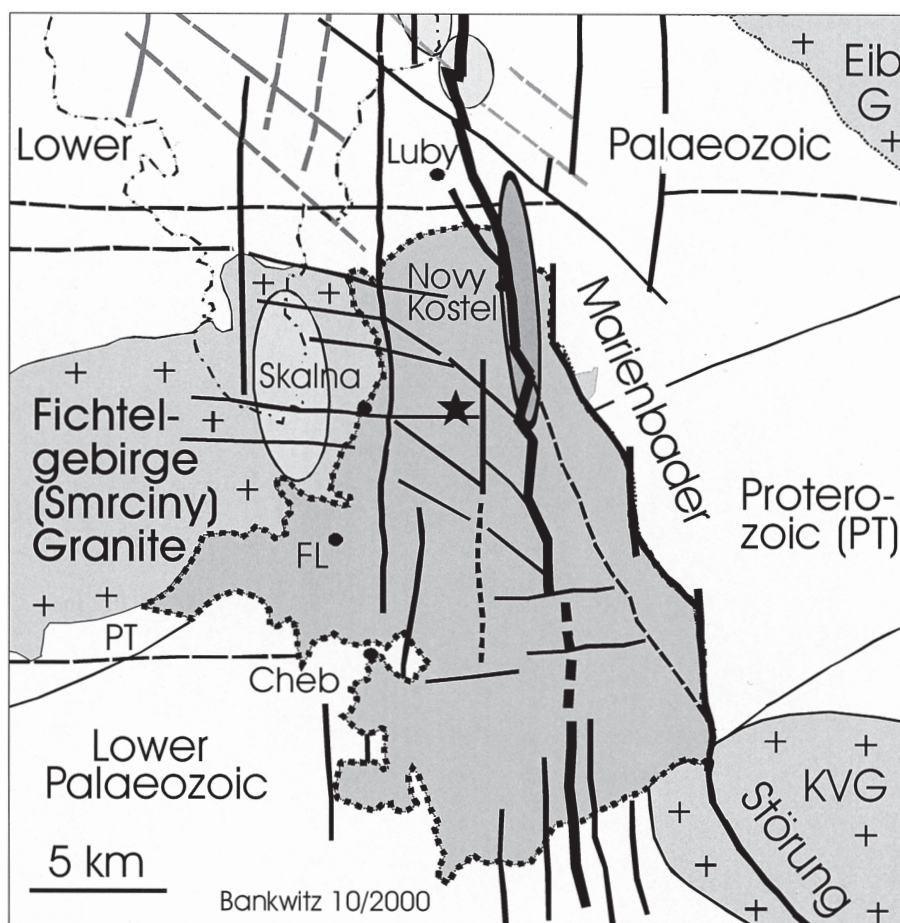 Eib
G
Lower
Palaeozoic
Luby
Novy
Kostel
Marienbader
Skalna
Fichtel-
gebirge
(Smrciny)
Granite
Protero-
zoic (PT)
FL
PT
Cheb
Lower
Palaeozoic
KVG
Störung
5 km
Bankwitz 10/2000